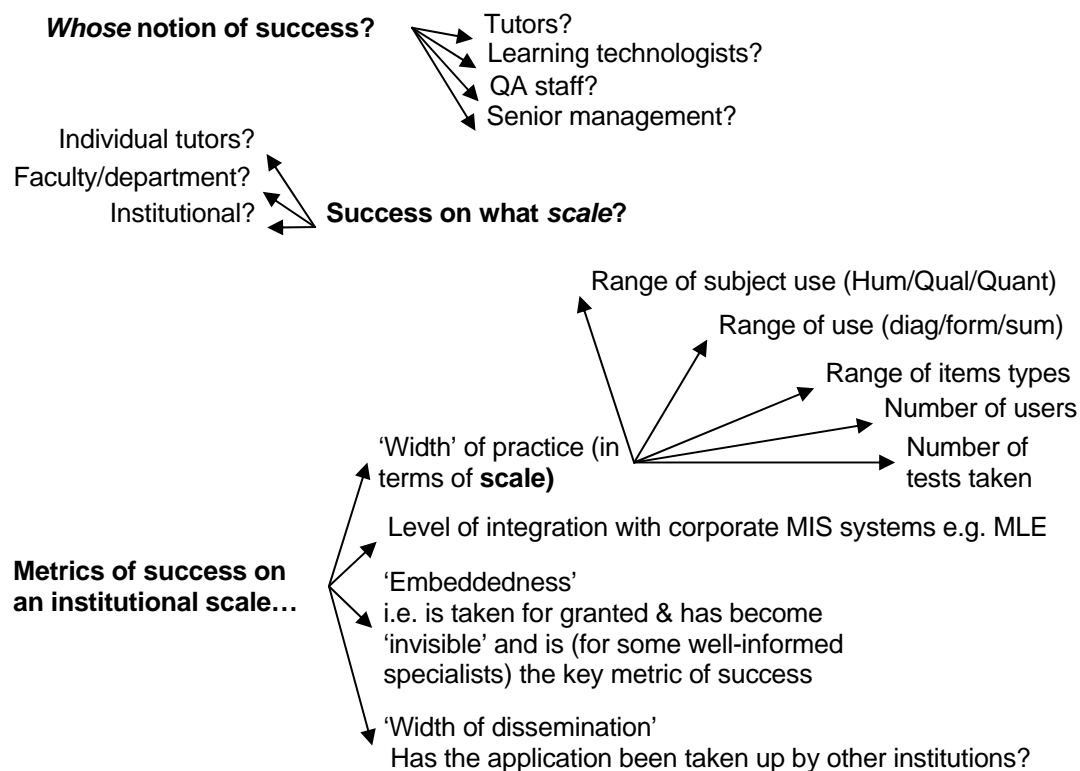 Whose notion of success?
Tutors?
Learning technologists?
QA staff?
Senior management?
Individual tutors?
Faculty/department?
Institutional?
Success on what scale?
Range of subject use (Hum/Qual/Quant)
Range of use (diag/form/sum)
Range of items types
Number of users
Number of
tests taken
‘Width’ of practice (in
terms of scale)
Level of integration with corporate MIS systems e.g. MLE
Metrics of success on
an institutional scale…
‘Embeddedness’
i.e. is taken for granted & has become
‘invisible’ and is (for some well-informed
specialists) the key metric of success
‘Width of dissemination’
Has the application been taken up by other institutions?